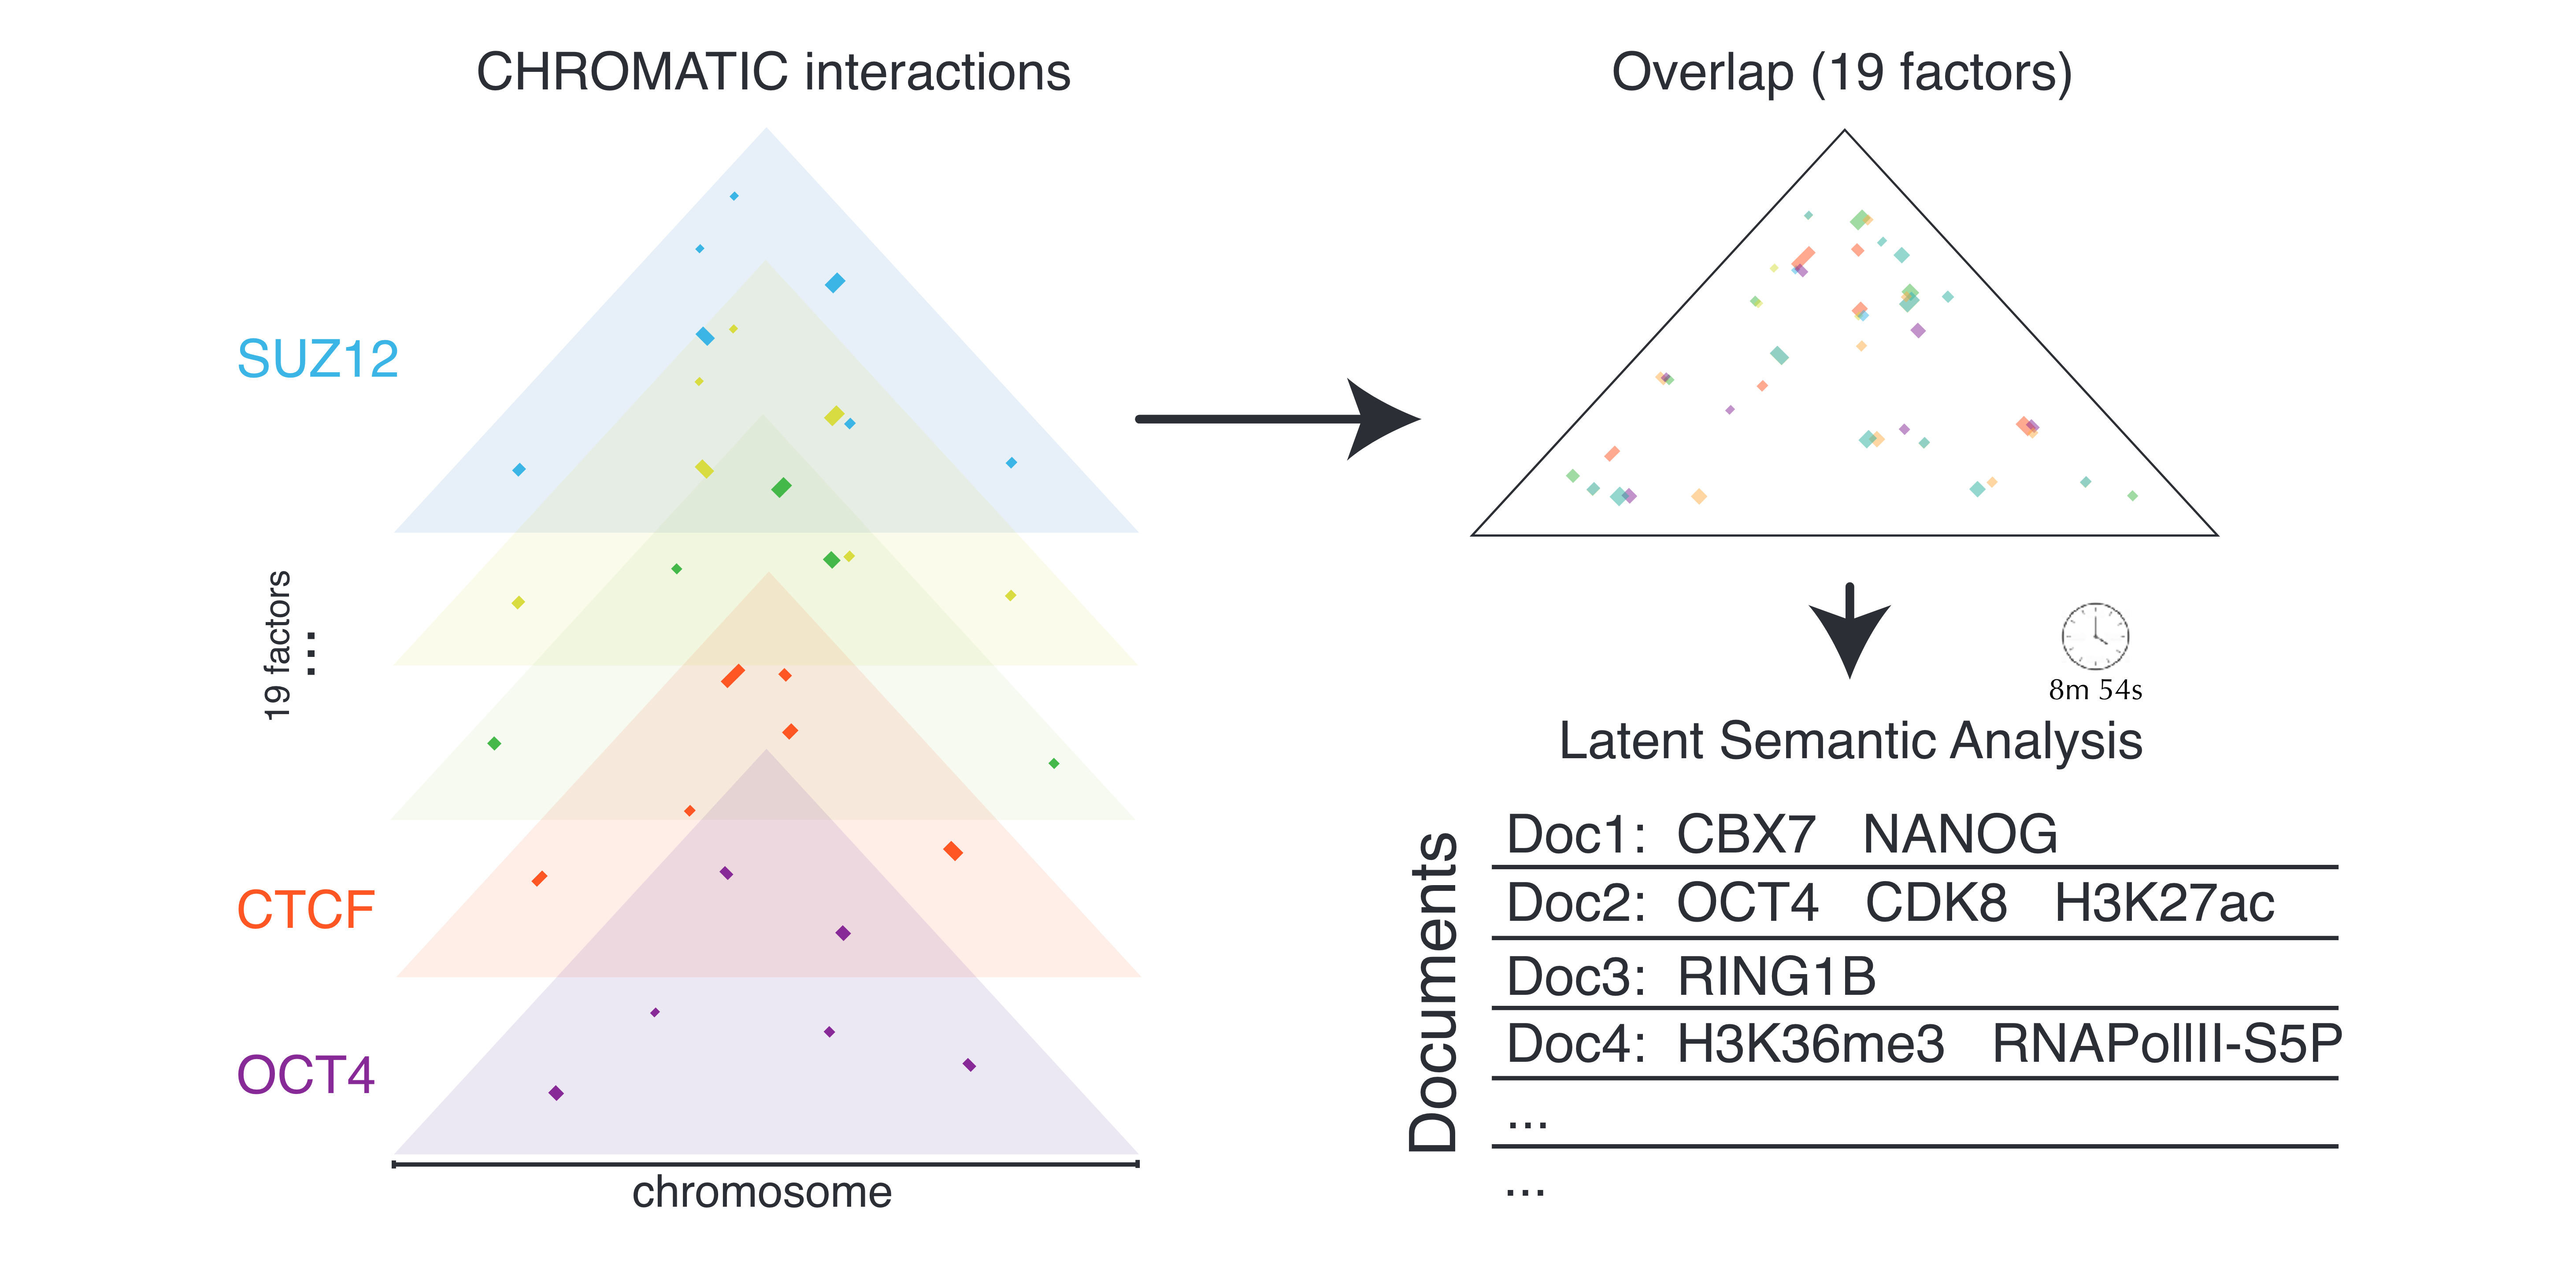 CHROMATIC interactions
SUZ12
19 factors
...
CTCF
OCT4
chromosome
Overlap (19 factors)
8m 54s
Latent Semantic Analysis
Documents
Doc1: CBX7 NANOG
Doc2: OCT4 CDK8 H3K27ac
Doc3: RING1B
Doc4: H3K36me3 RNAPolIII-S5P
...
...